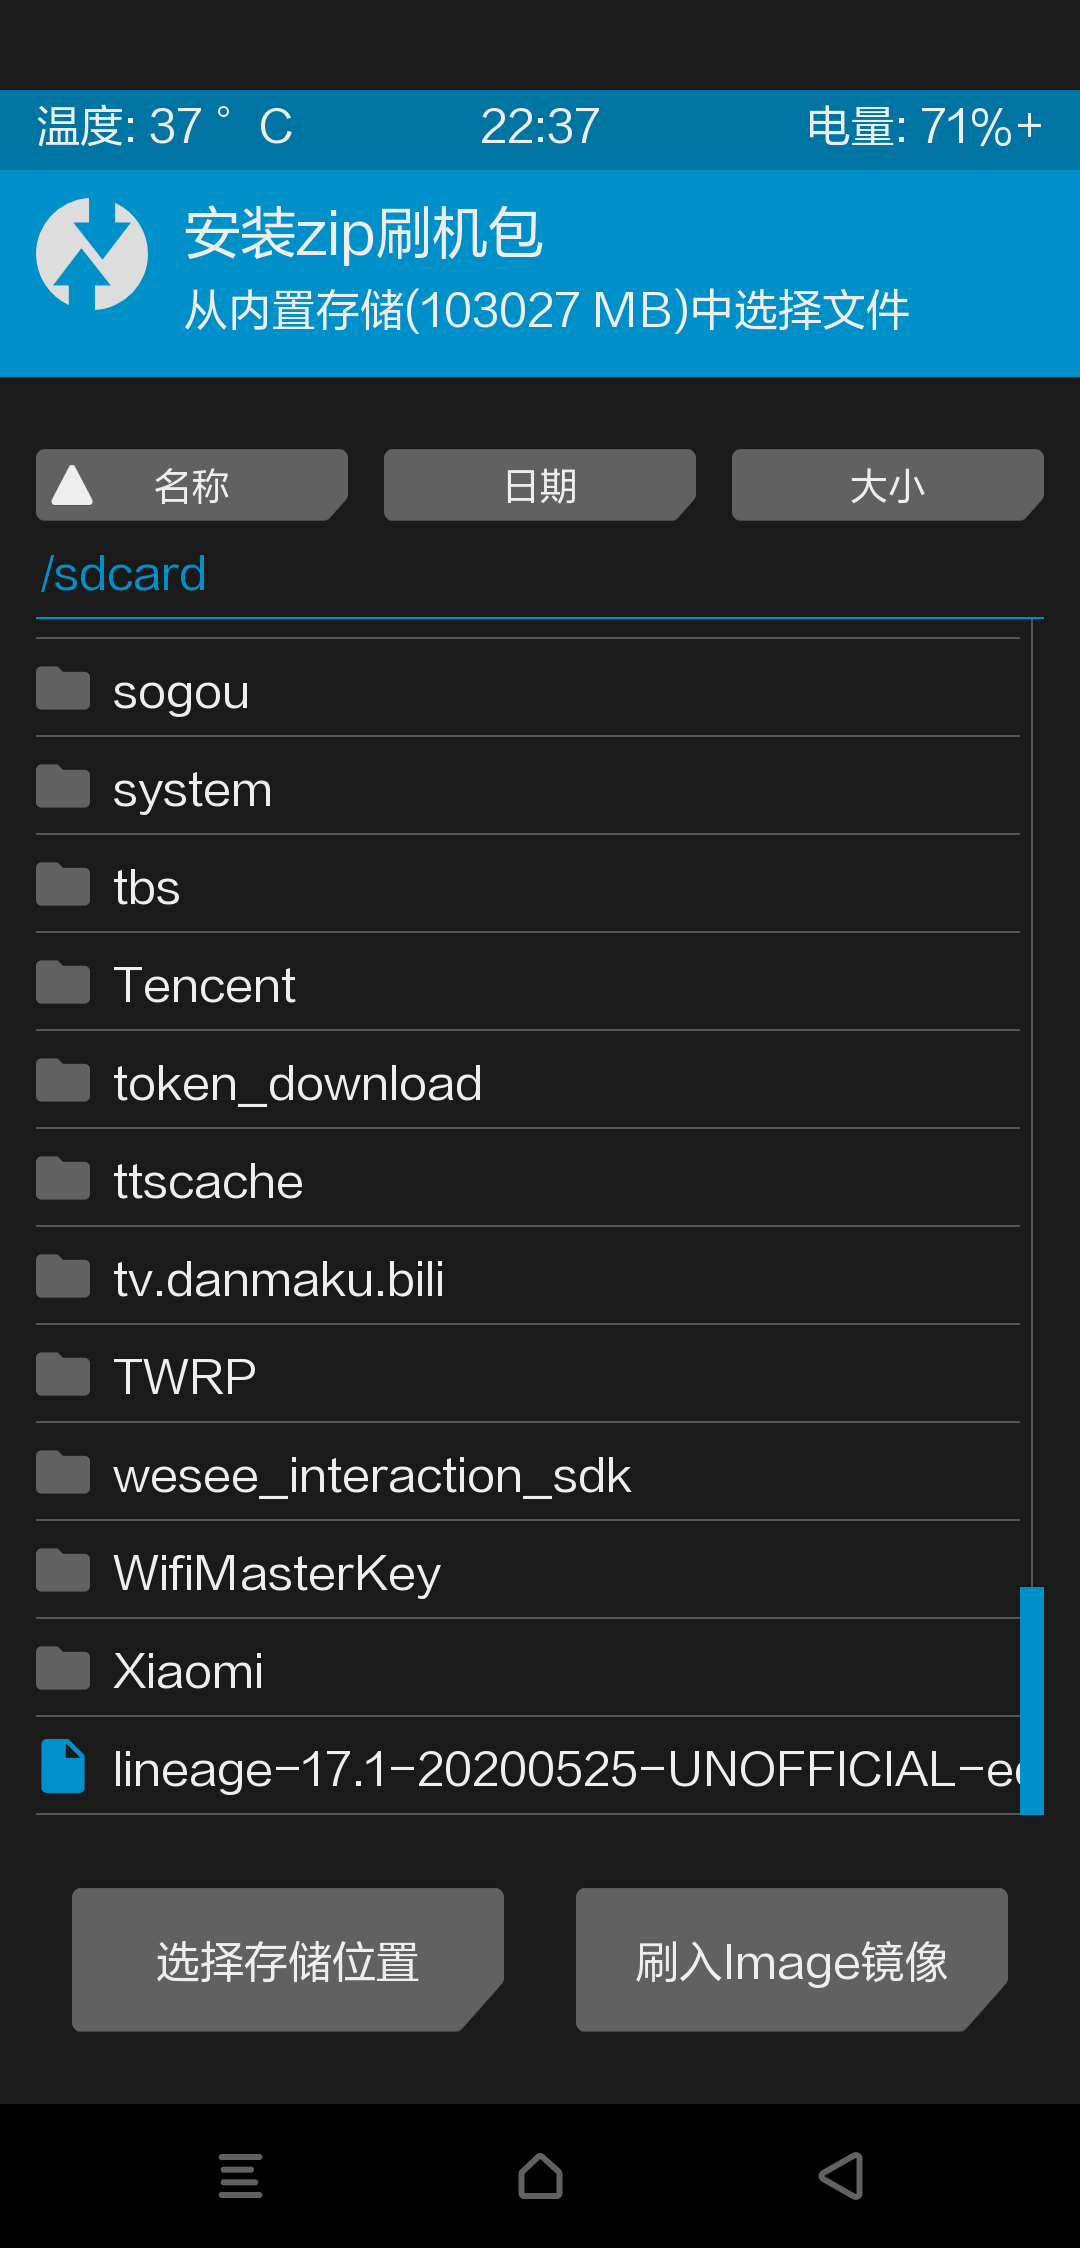 温度: 37 ° C 22:37 电量: 71%+
安装zip刷机包
从内置存储(103027 MB)中选择文件
名称 日期 大小
/sdcard
sogou
system
tbs
Tencent
token_download
ttscache
tv.danmaku.bili
TWRP
wesee_interaction_sdk
WifiMasterKey
Xiaomi
lineage-17.1-20200525-UNOFFICIAL-e
选择存储位置 刷入Image镜像